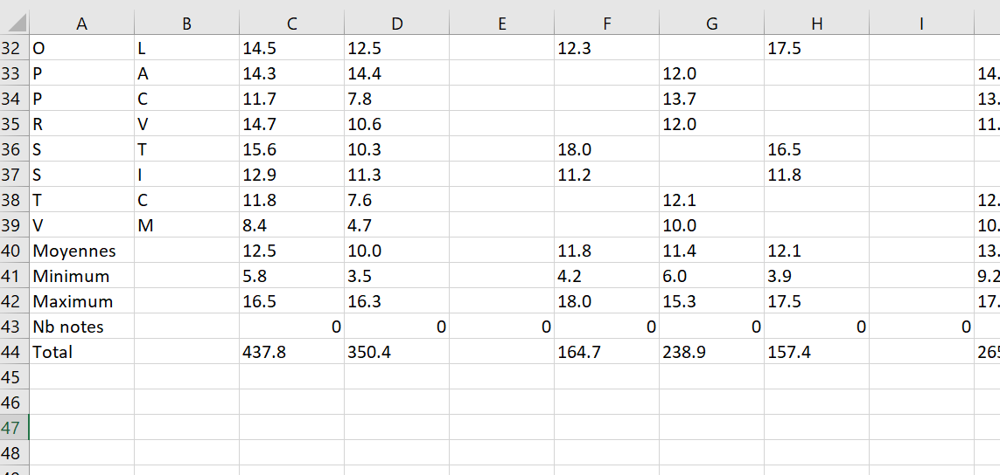 A B C D E F G H I
32 O L 14.5 12.5 12.3 17.5
33 P A 14.3 14.4 12.0 14.
34 P C 11.7 7.8 13.7 13.
35 R V 14.7 10.6 12.0 11.
36 S T 15.6 10.3 18.0 16.5
37 S I 12.9 11.3 11.2 11.8
38 T C 11.8 7.6 12.1 12.
39 V M 8.4 4.7 10.0 10.
40 Moyennes 12.5 10.0 11.8 11.4 12.1 13.
41 Minimum 5.8 3.5 4.2 6.0 3.9 9.2
42 Maximum 16.5 16.3 18.0 15.3 17.5 17.
43 Nb notes 0 0 0 0 0 0 0
44 Total 437.8 350.4 164.7 238.9 157.4 265
45
46
47
48